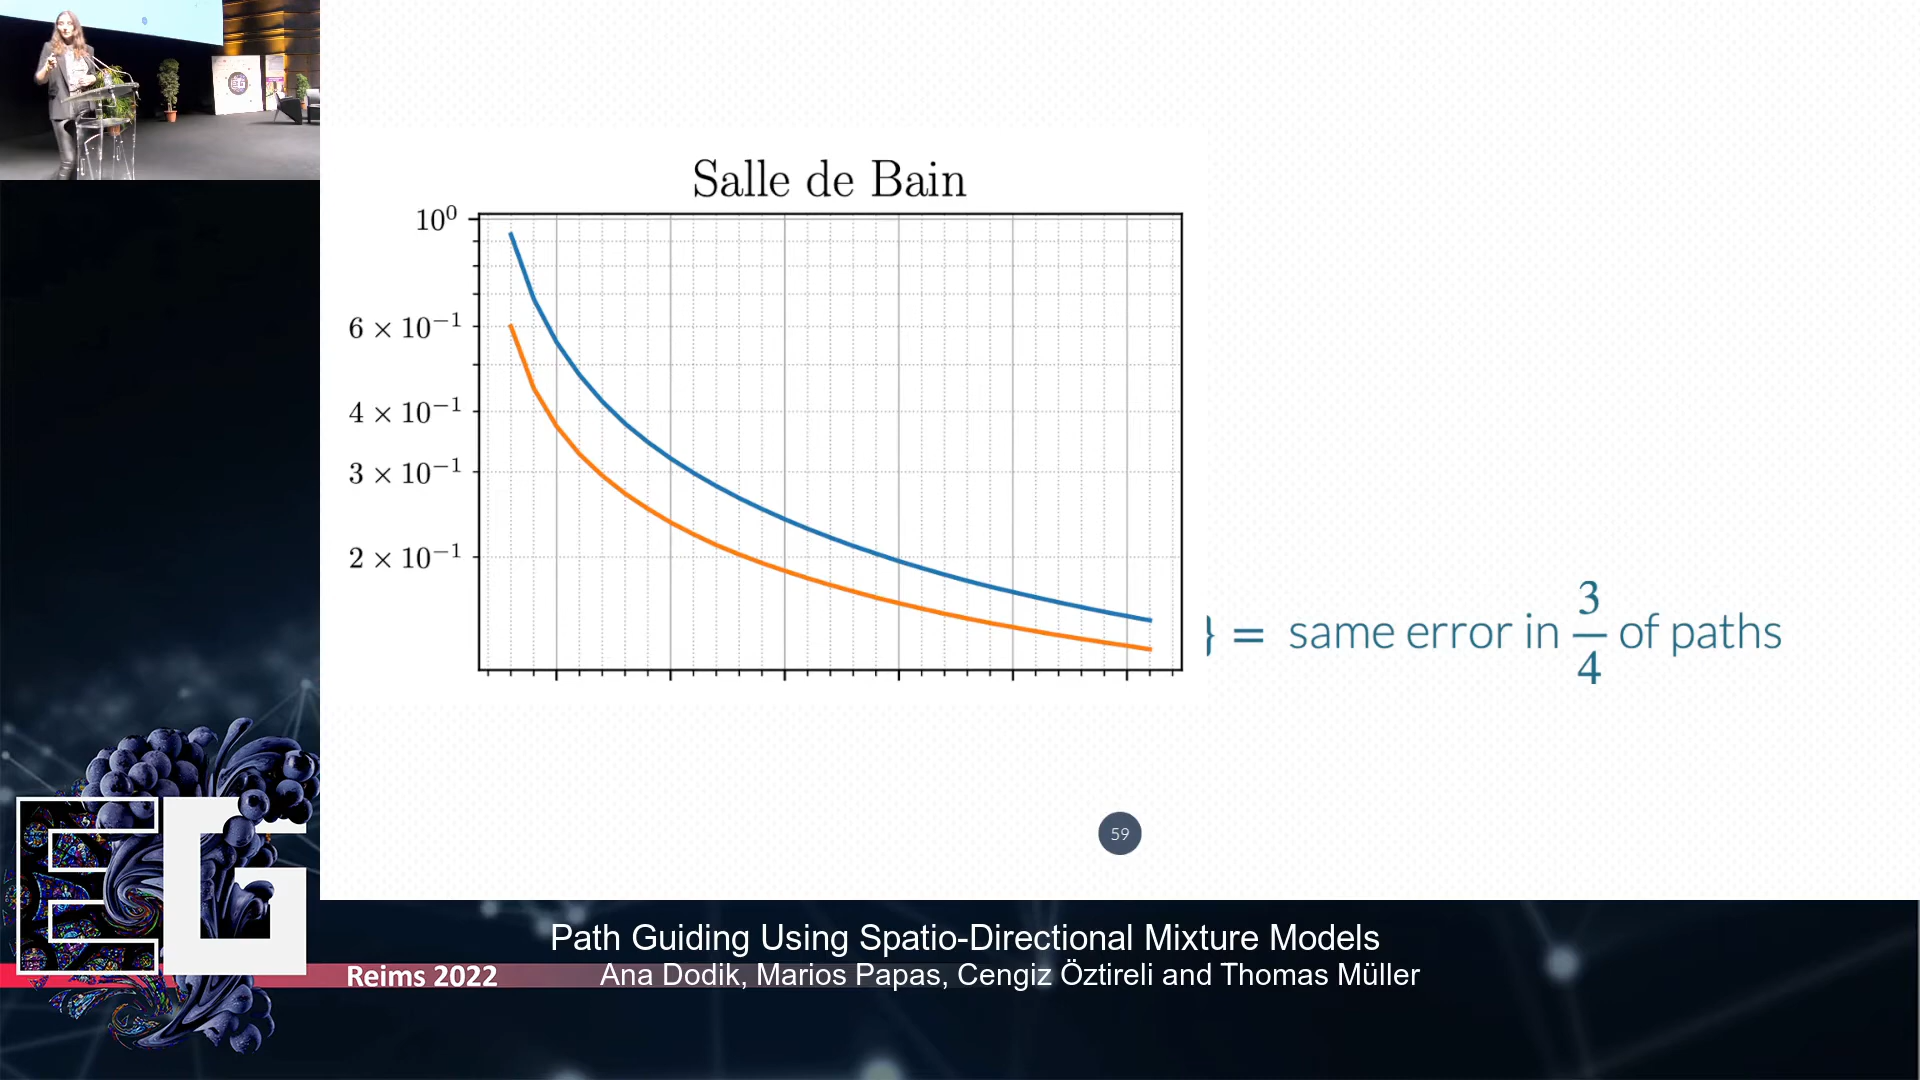 Salle de Bain
10⁰
6 × 10⁻¹
4 × 10⁻¹
3 × 10⁻¹
2 × 10⁻¹
} = same error in 3/4 of paths
59
EG
Path Guiding Using Spatio-Directional Mixture Models
Reims 2022
Ana Dodik, Marios Papas, Cengiz Öztireli and Thomas Müller